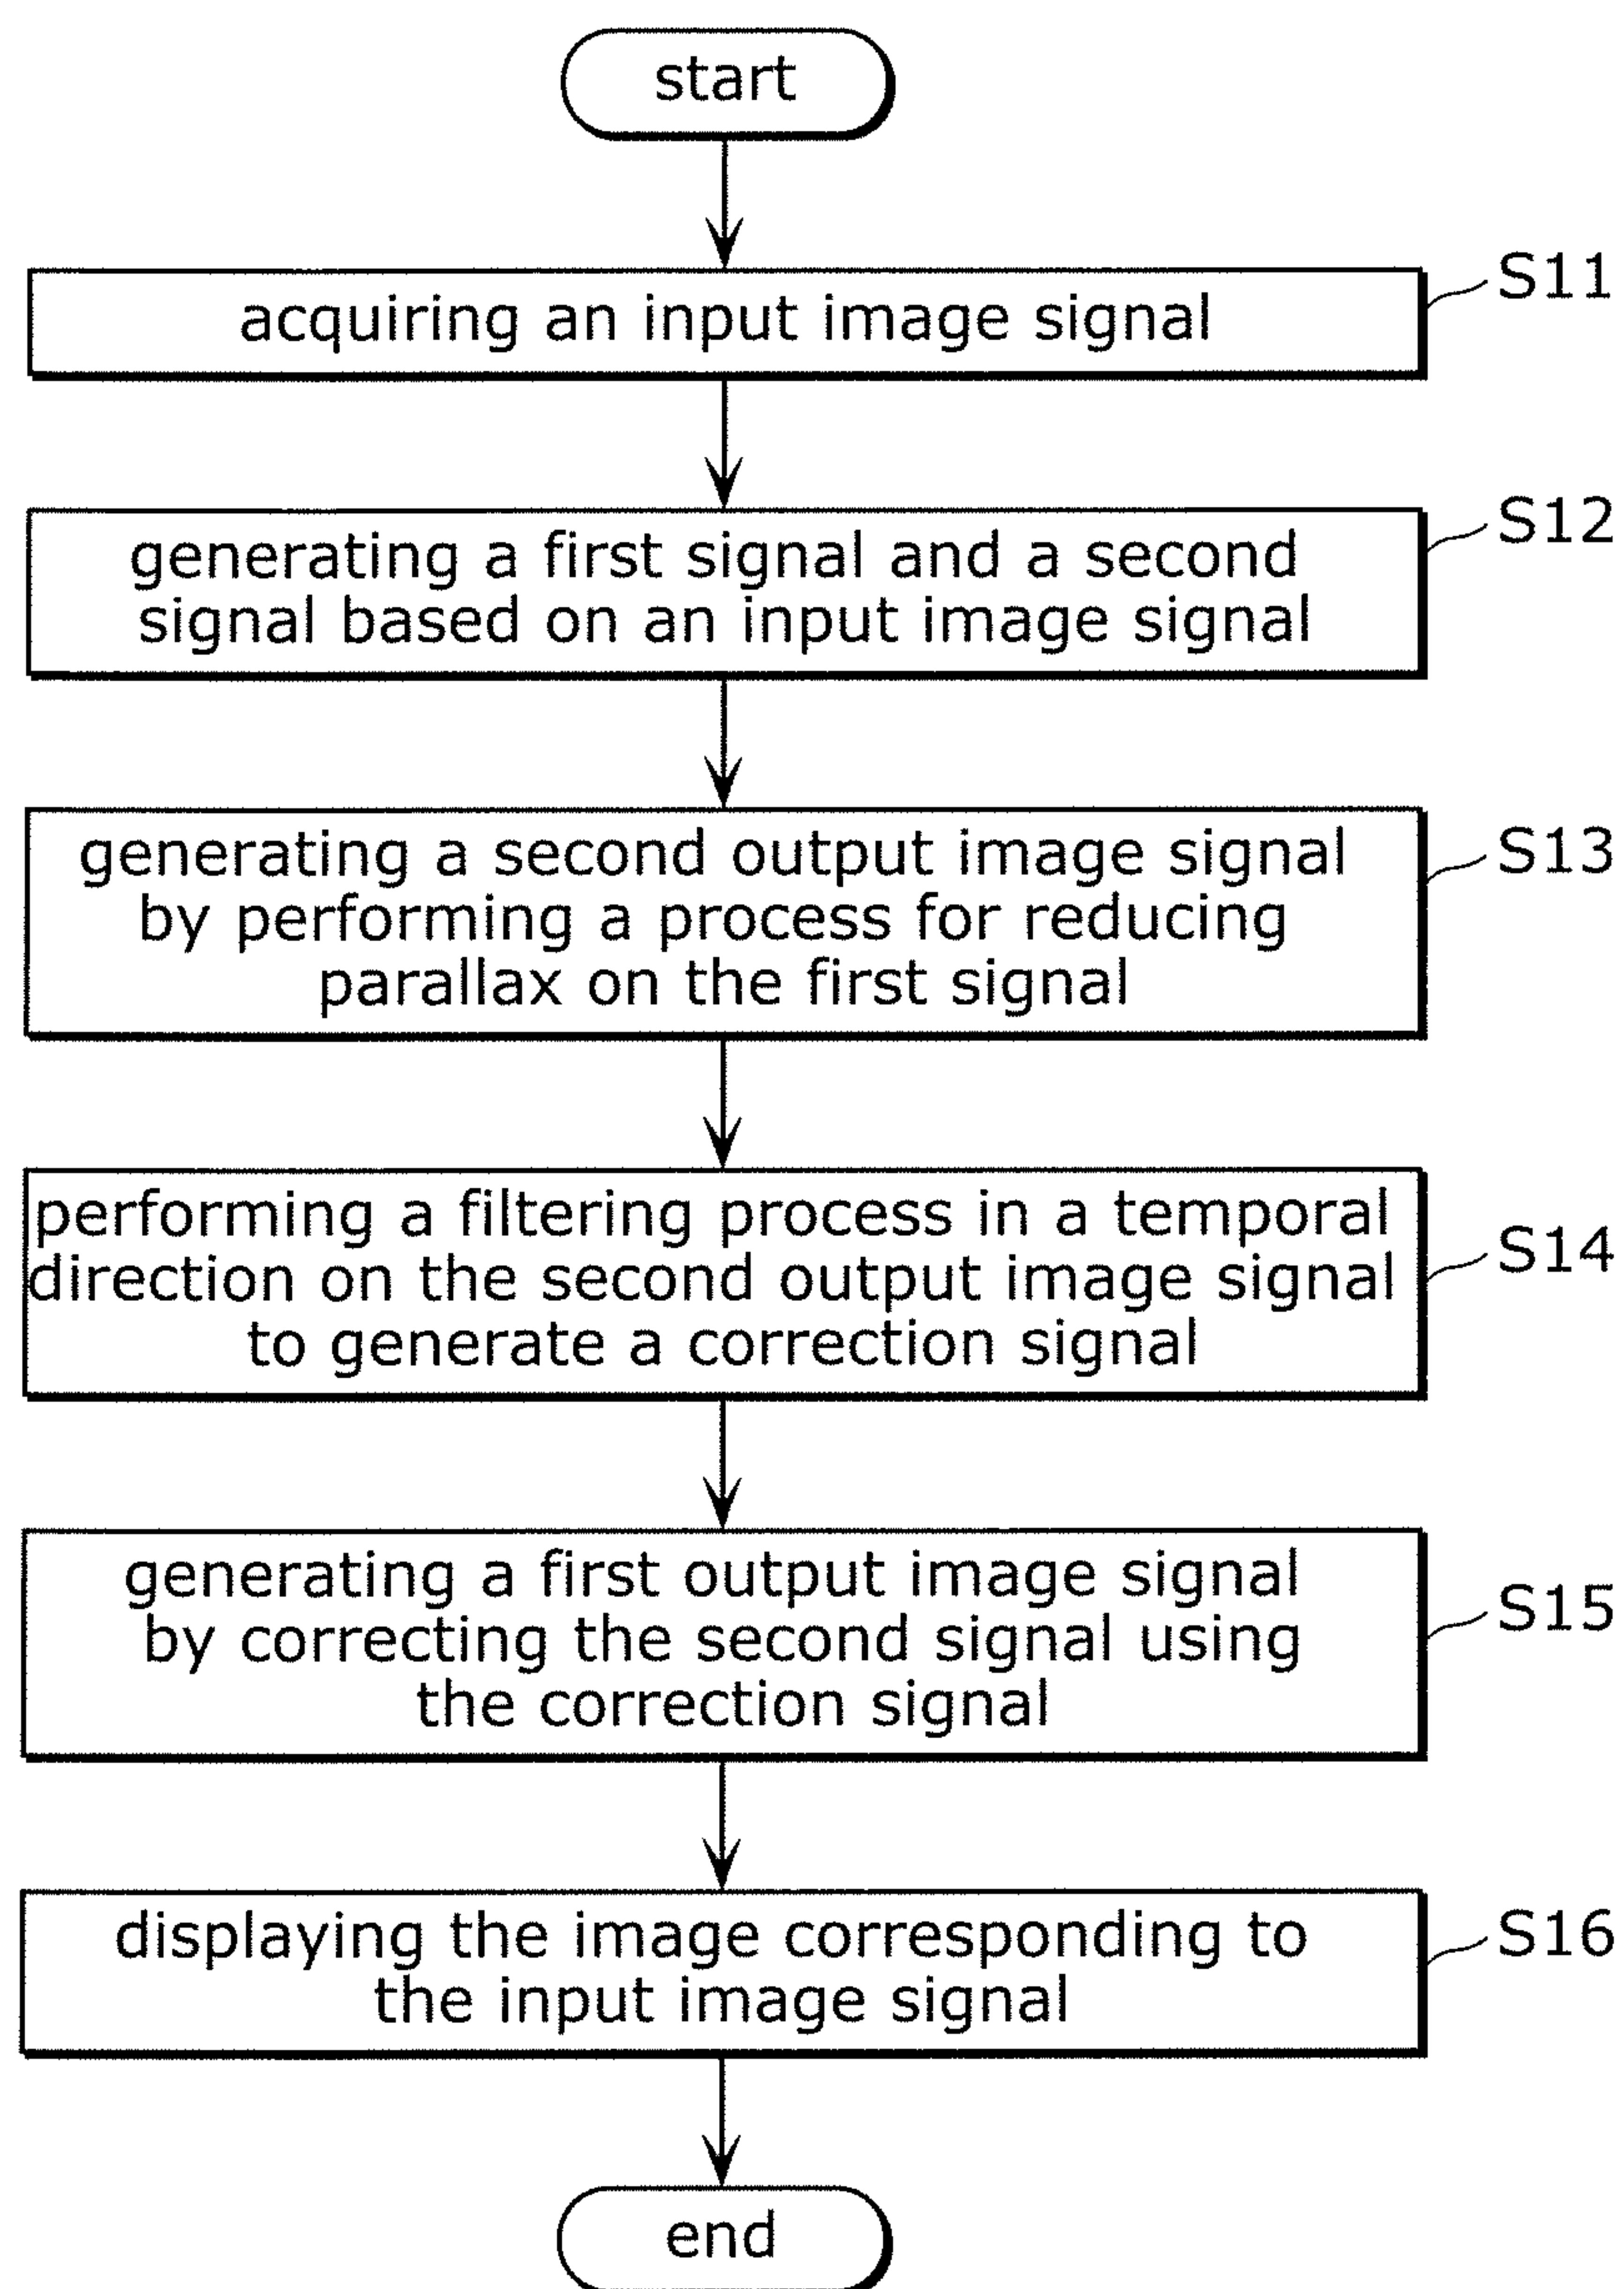 start
acquiring an input image signal
S11
generating a first signal and a second
signal based on an input image signal
S12
generating a second output image signal
by performing a process for reducing
parallax on the first signal
S13
performing a filtering process in a temporal
direction on the second output image signal
to generate a correction signal
S14
generating a first output image signal
by correcting the second signal using
the correction signal
S15
displaying the image corresponding to
the input image signal
S16
end